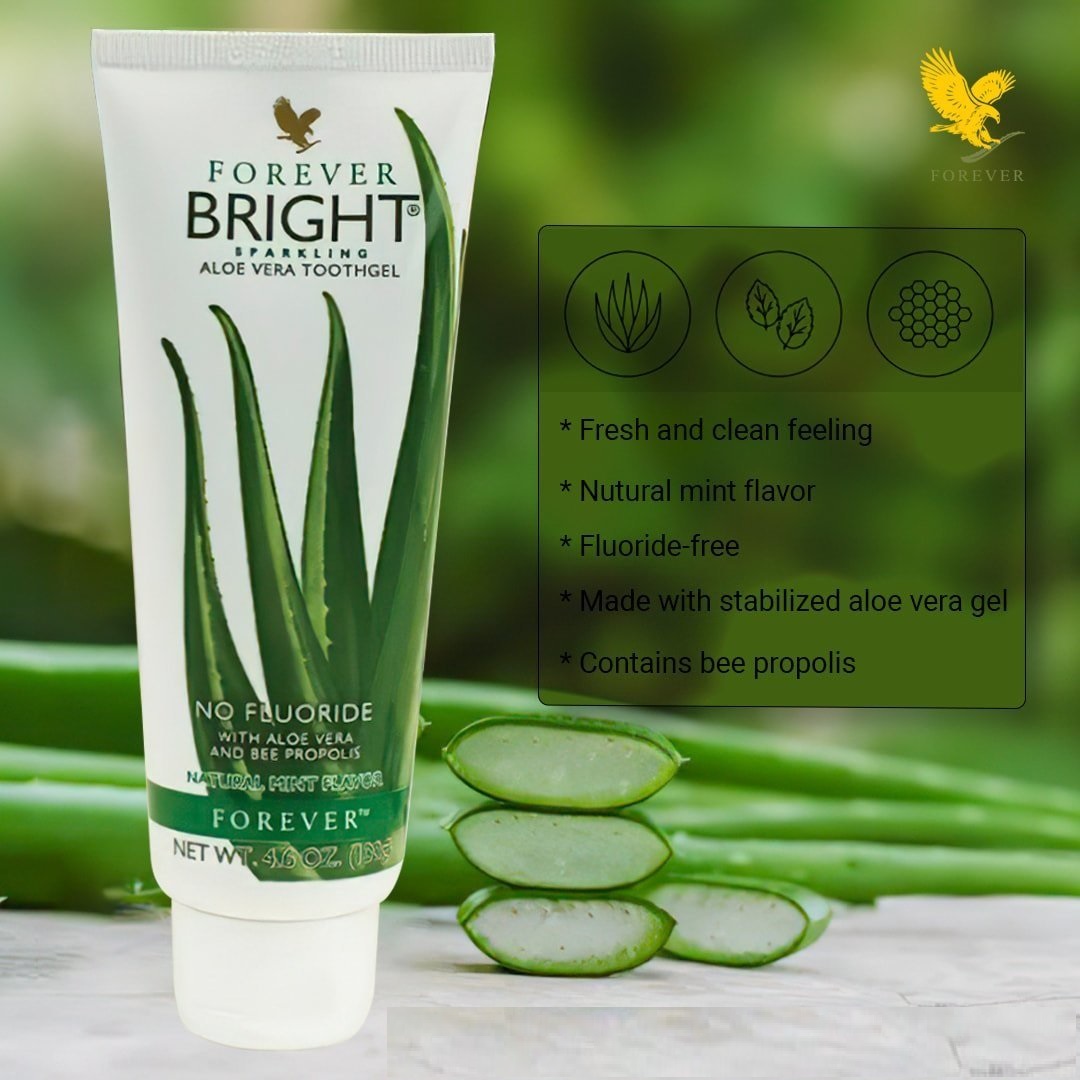 FOREVER
BRIGHT®
SPARKLING
ALOE VERA TOOTHGEL
NO FLUORIDE
WITH ALOE VERA
AND BEE PROPOLIS
NATURAL MINT FLAVOR
FOREVER™
NET WT. 4.6 OZ.
FOREVER
* Fresh and clean feeling
* Nutural mint flavor
* Fluoride-free
* Made with stabilized aloe vera gel
* Contains bee propolis